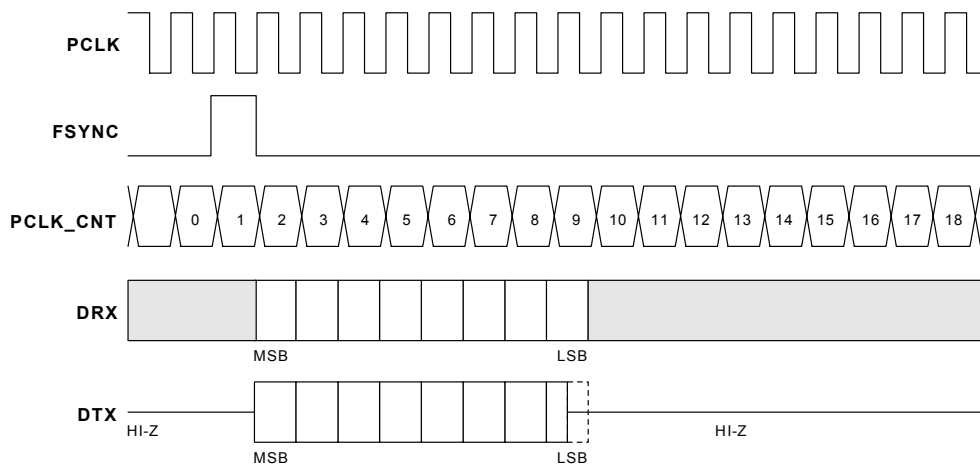 PCLK
FSYNC
PCLK_CNT 0 1 2 3 4 5 6 7 8 9 10 11 12 13 14 15 16 17 18
DRX
MSB LSB
DTX
HI-Z HI-Z
MSB LSB